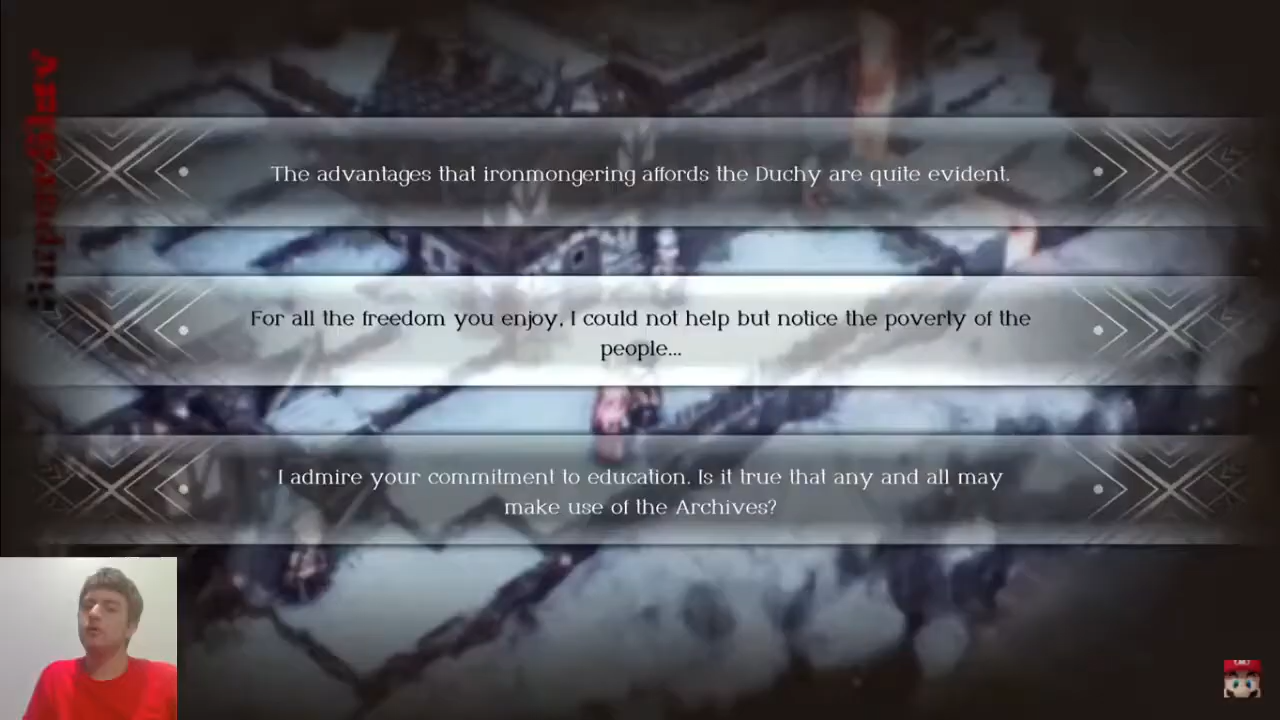 The advantages that ironmongering affords the Duchy are quite evident.
For all the freedom you enjoy, I could not help but notice the poverty of the
people...
I admire your commitment to education. Is it true that any and all may
make use of the Archives?